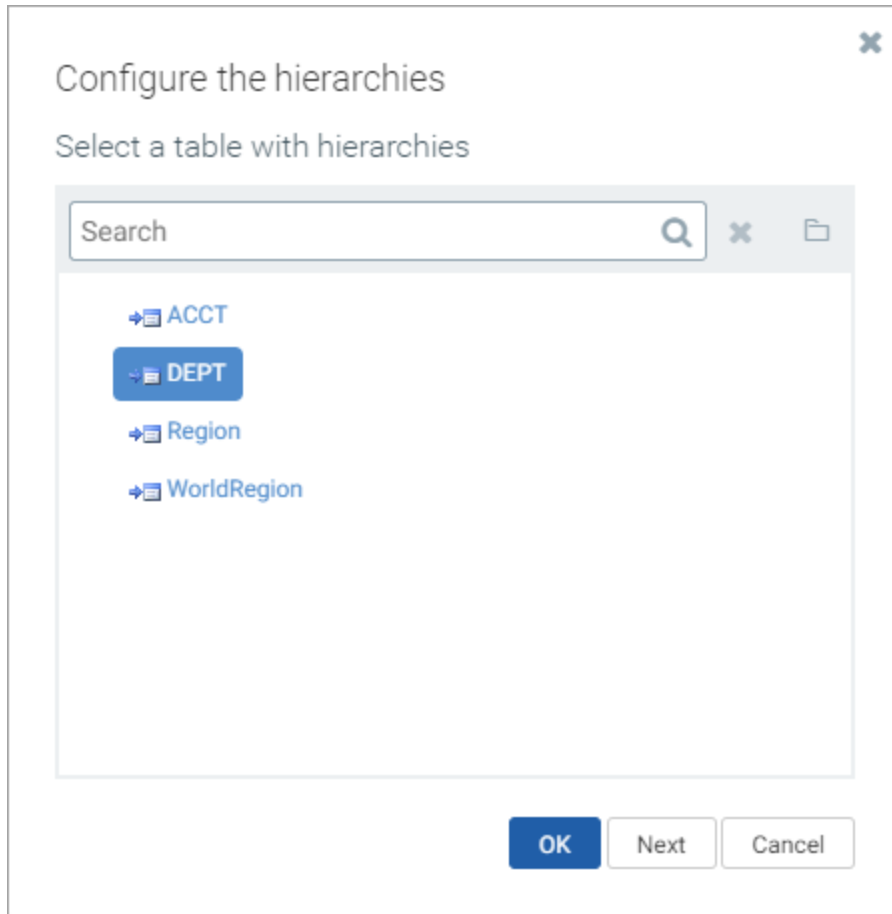 Configure the hierarchies
Select a table with hierarchies
Search
ACCT
DEPT
Region
WorldRegion
OK Next Cancel